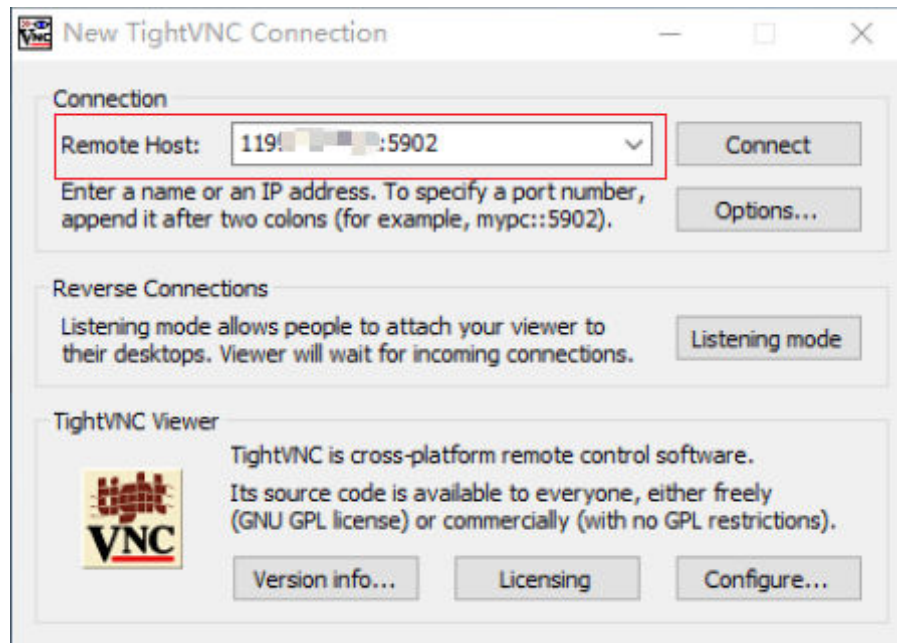 New TightVNC Connection
Connection
Remote Host:
:5902
Connect
Enter a name or an IP address. To specify a port number,
append it after two colons (for example, mypc::5902).
Options...
Reverse Connections
Listening mode allows people to attach your viewer to
their desktops. Viewer will wait for incoming connections.
Listening mode
TightVNC Viewer
TightVNC is cross-platform remote control software.
Its source code is available to everyone, either freely
(GNU GPL license) or commercially (with no GPL restrictions).
tight
VNC
Version info...
Licensing
Configure...